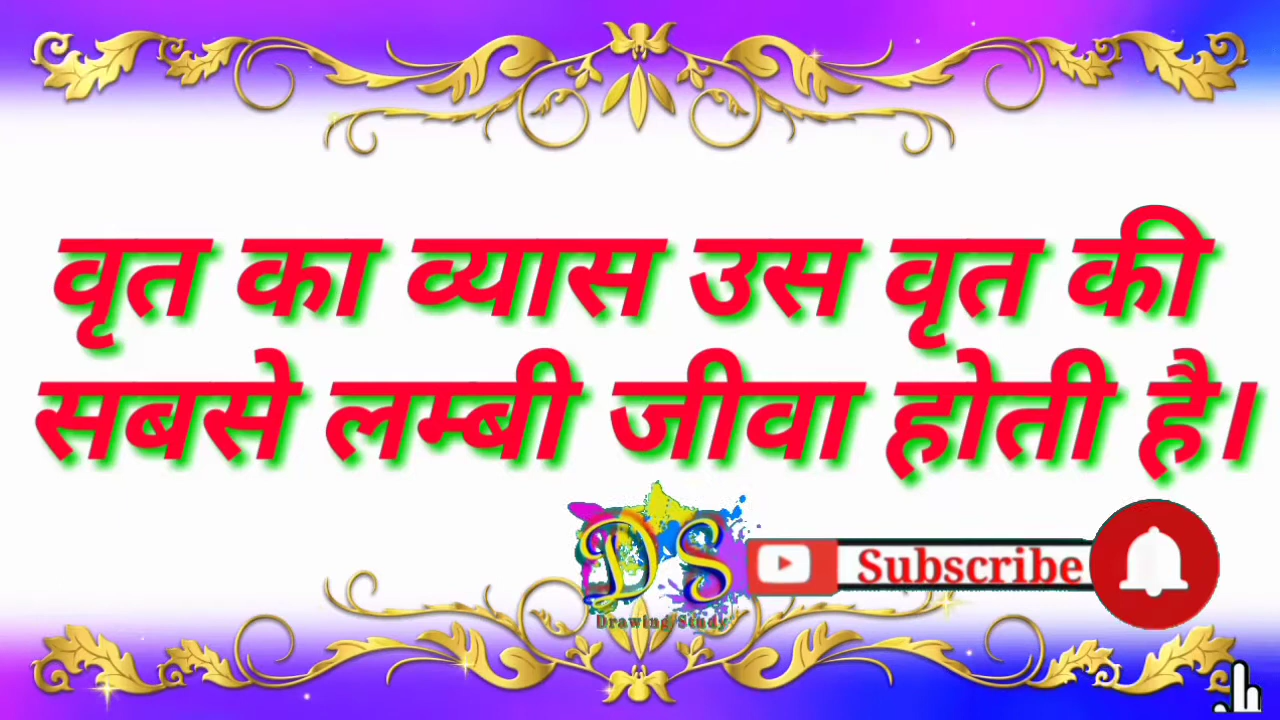 वृत का व्यास उस वृत की
सबसे लम्बी जीवा होती है।
DS
Drawing Study
Subscribe